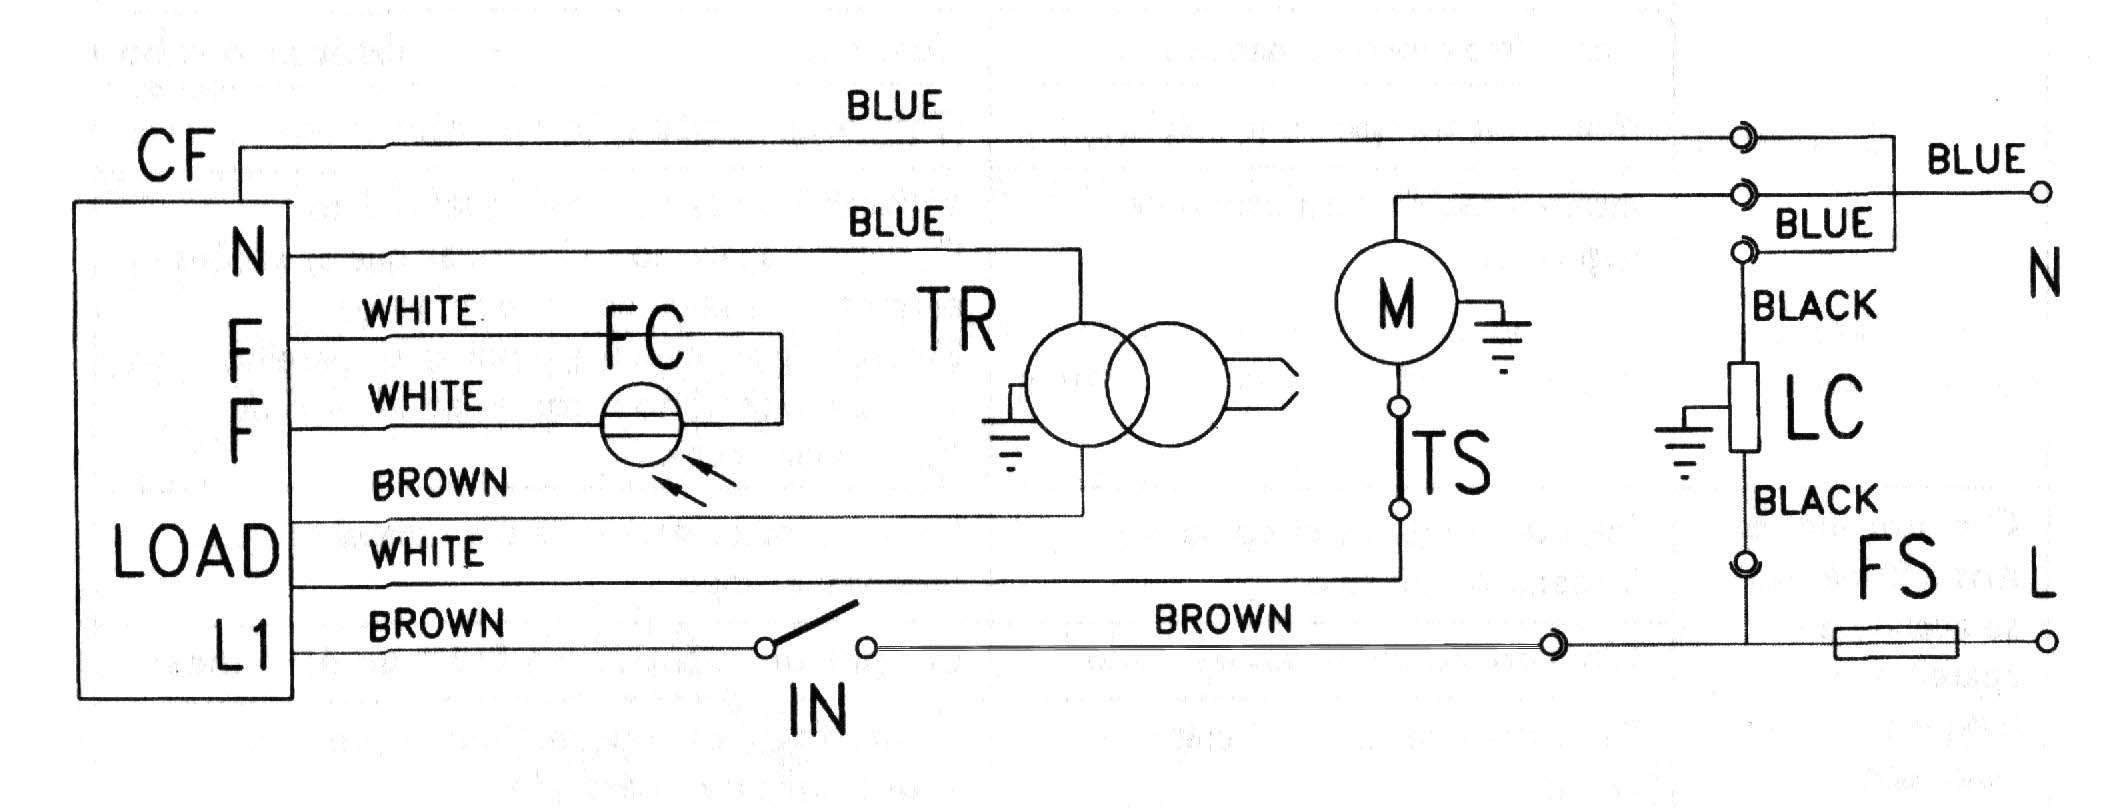 BLUE
CF
BLUE
N
BLUE
BLUE
N
WHITE
F
FC
TR
M
BLACK
WHITE
F
LC
BROWN
TS
BLACK
LOAD
WHITE
FS
L
BROWN
BROWN
L1
IN